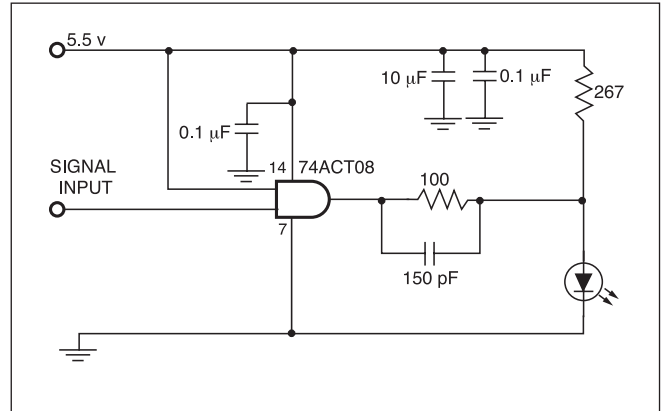 5.5 v
10 μF
0.1 μF
267
0.1 μF
14
74ACT08
SIGNAL
INPUT
100
7
150 pF